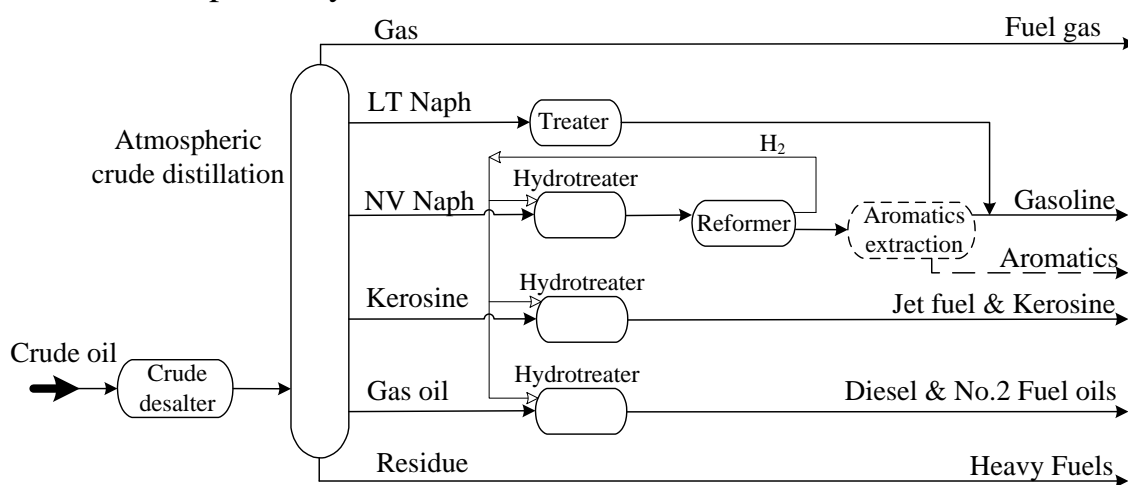 Gas
Fuel gas
LT Naph
Treater
Atmospheric
crude distillation
H2
Hydrotreater
NV Naph
Reformer
Aromatics
extraction
Gasoline
Aromatics
Hydrotreater
Kerosine
Jet fuel & Kerosine
Crude oil
Crude
desalter
Hydrotreater
Gas oil
Diesel & No.2 Fuel oils
Residue
Heavy Fuels